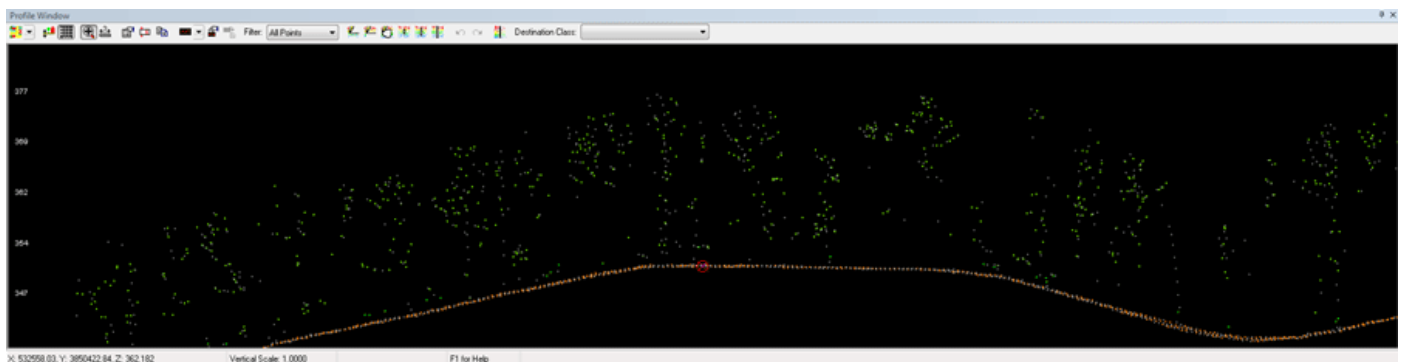 Profile Window
Filter: All Points Destination Class:
377
369
362
354
347
X: 532558.03, Y: 3850422.84, Z: 362.182 Vertical Scale: 1.0000 F1 for Help